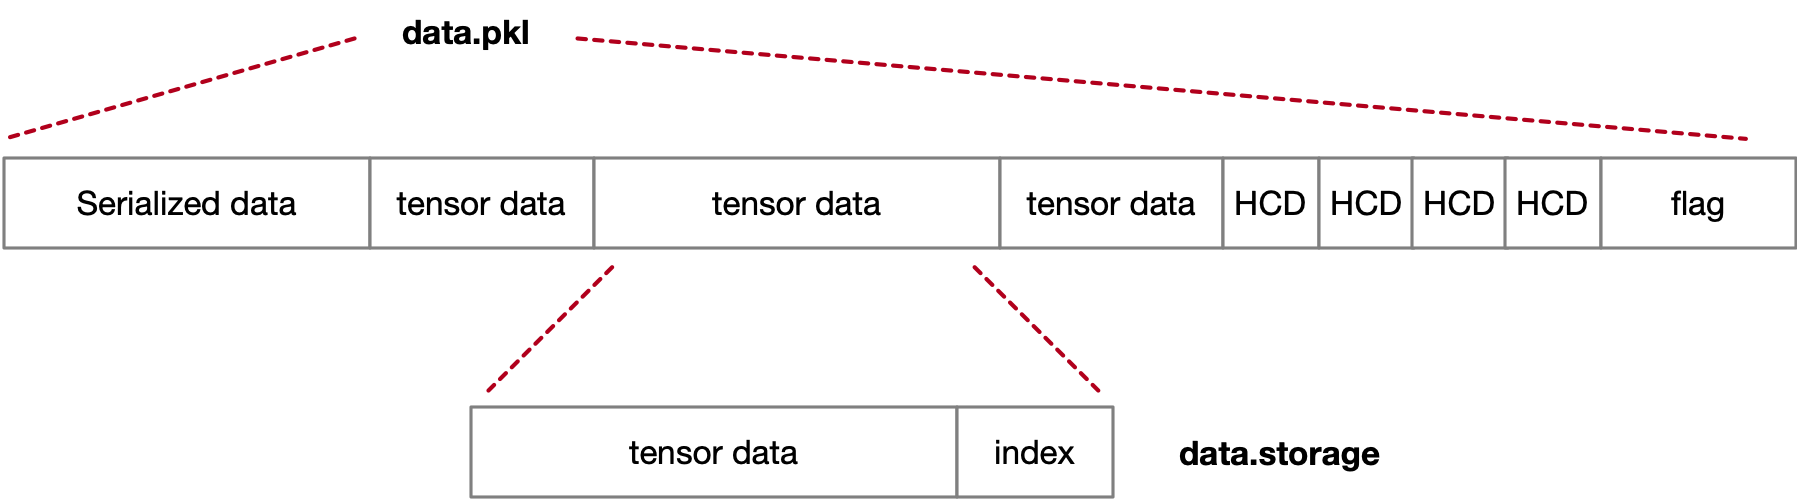 data.pkl
Serialized data tensor data tensor data tensor data HCD HCD HCD HCD flag
tensor data index data.storage